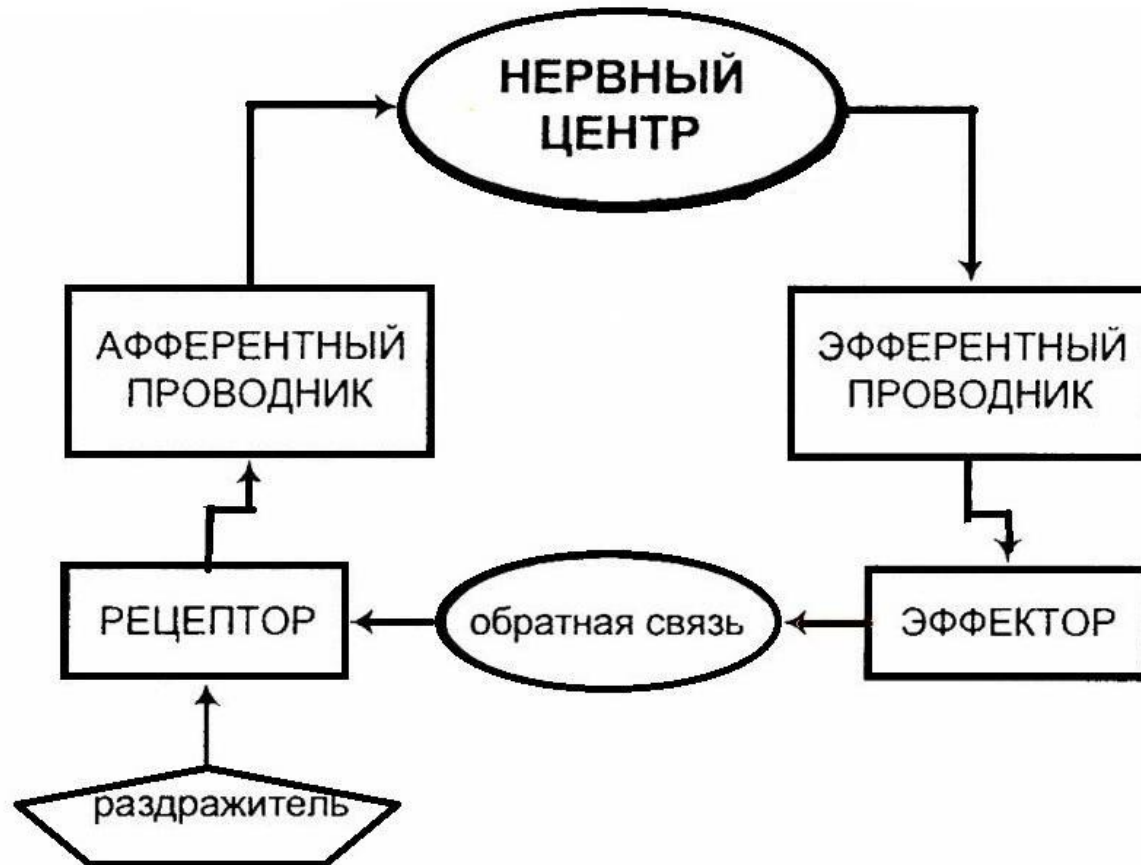 НЕРВНЫЙ
ЦЕНТР
АФФЕРЕНТНЫЙ
ПРОВОДНИК
ЭФФЕРЕНТНЫЙ
ПРОВОДНИК
РЕЦЕПТОР
обратная связь
ЭФФЕКТОР
раздражитель